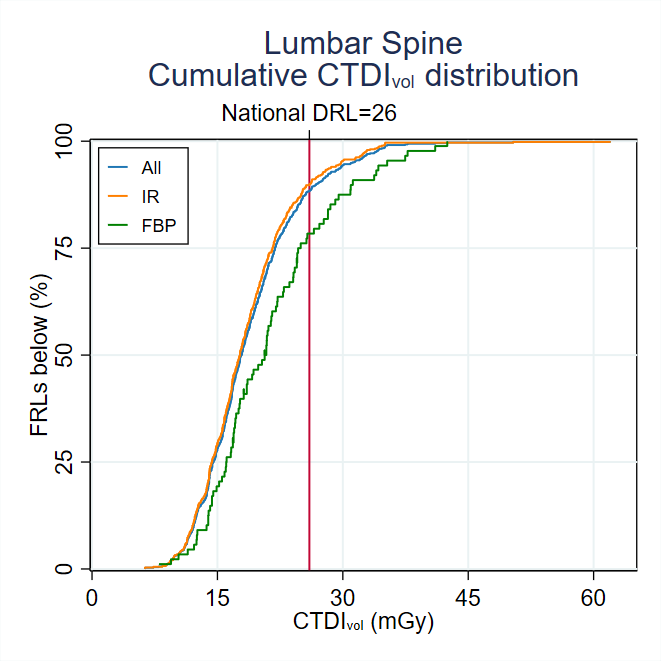 Lumbar Spine
Cumulative CTDIvol distribution
National DRL=26
All
IR
FBP
FRLs below (%)
100
75
50
25
0
0 15 30 45 60
CTDIvol (mGy)